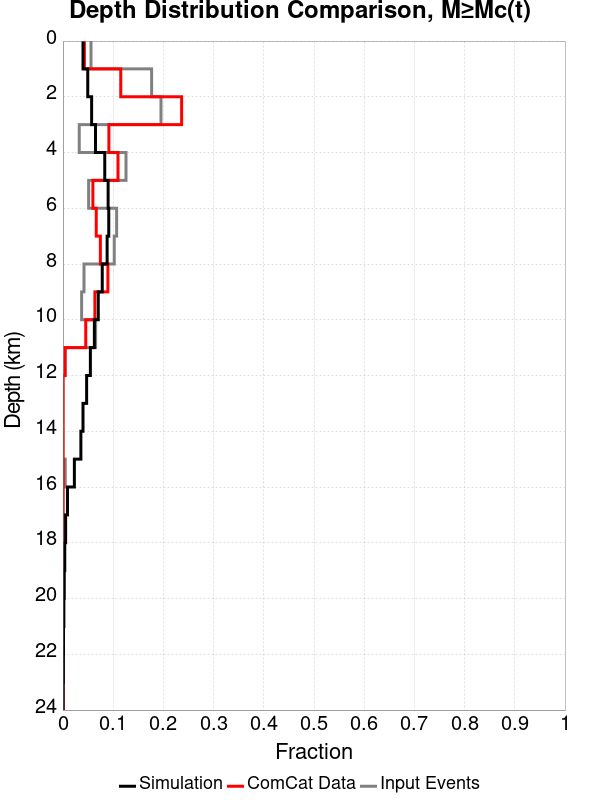 Depth Distribution Comparison, M≥Mc(t)
0
2
4
6
8
10
12
14
16
18
20
22
24
Depth (km)
0 0.1 0.2 0.3 0.4 0.5 0.6 0.7 0.8 0.9 1
Fraction
Simulation ComCat Data Input Events